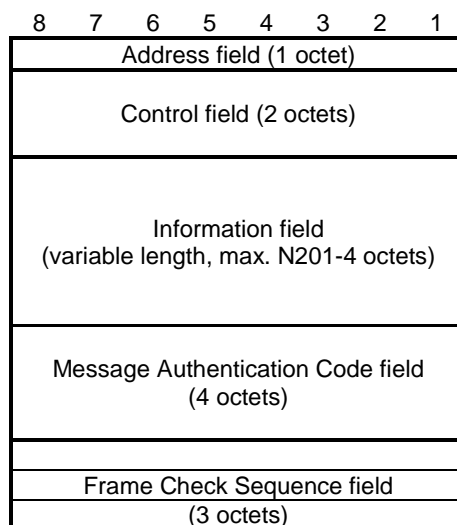 8 7 6 5 4 3 2 1
Address field (1 octet)
Control field (2 octets)
Information field
(variable length, max. N201-4 octets)
Message Authentication Code field
(4 octets)
Frame Check Sequence field
(3 octets)